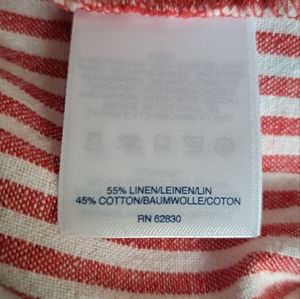 55% LINEN/LEINEN/LIN
45% COTTON/BAUMWOLLE/COTON
RN 62830